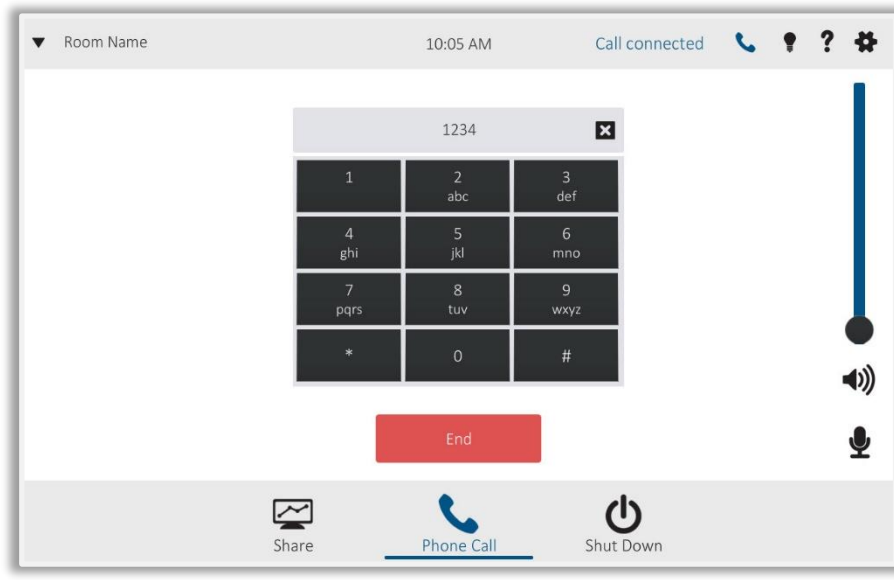 Room Name
10:05 AM
Call connected
?
1234
1
2
abc
3
def
4
ghi
5
jkl
6
mno
7
pqrs
8
tuv
9
wxyz
*
0
#
End
Share
Phone Call
Shut Down